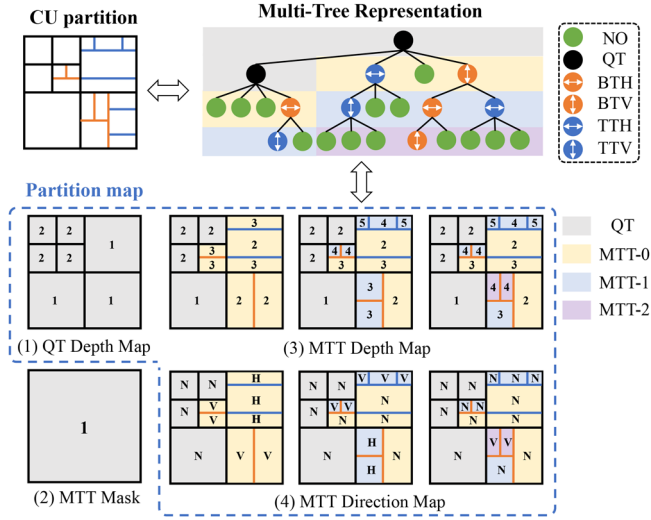 CU partition
Multi-Tree Representation
NO
QT
BTH
BTV
TTH
TTV
Partition map
2 2
1
2 2
1 1
(1) QT Depth Map
2 2 3
3 2
2 3 3
1 2 2
2 2 5 4 5
4 4 2
2 3 3
1 3 2
3
2 2 5 4 5
4 4 2
2 3 3
1 4 4 2
3
(3) MTT Depth Map
QT
MTT-0
MTT-1
MTT-2
1
(2) MTT Mask
N N H
V H
N V H
N V V
N N V V V
V V N
N N N
N H N
H
N N N N N
N N N
N N N
N V V N
N
(4) MTT Direction Map